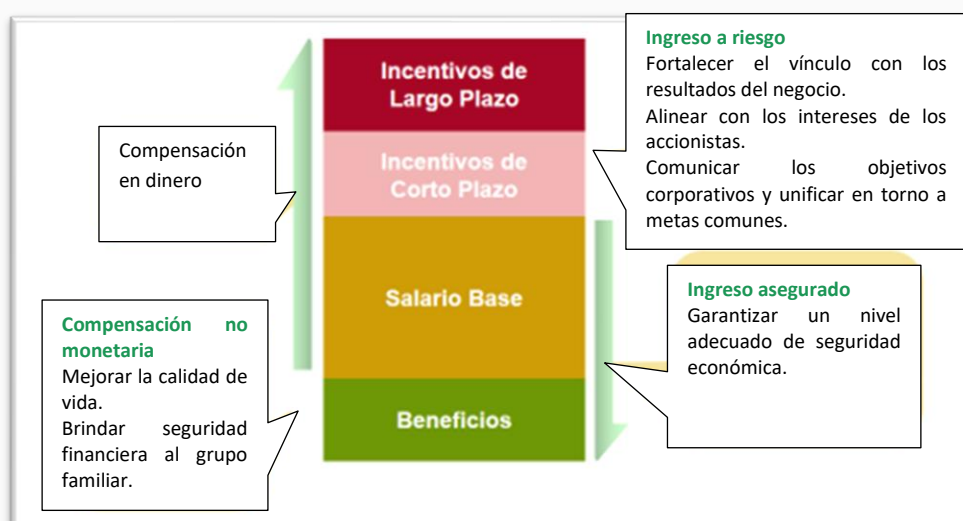 Incentivos de
Largo Plazo
Incentivos de
Corto Plazo
Salario Base
Beneficios
Compensación
en dinero
Compensación no
monetaria
Mejorar la calidad de
vida.
Brindar seguridad
financiera al grupo
familiar.
Ingreso a riesgo
Fortalecer el vínculo con los
resultados del negocio.
Alinear con los intereses de los
accionistas.
Comunicar los objetivos
corporativos y unificar en torno a
metas comunes.
Ingreso asegurado
Garantizar un nivel
adecuado de seguridad
económica.